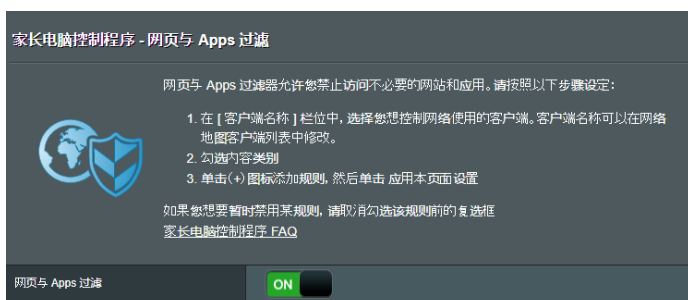 家长电脑控制程序 - 网页与 Apps 过滤
网页与 Apps 过滤器允许您禁止访问不必要的网站和应用。请按照以下步骤设定：
1. 在 [ 客户端名称 ] 栏位中，选择您想控制网络使用的客户端。客户端名称可以在网络
地图客户端列表中修改。
2. 勾选内容类别
3. 单击(+) 图标添加规则，然后单击 应用本页面设置
如果您想要暂时禁用某规则，请取消勾选该规则前的复选框
家长电脑控制程序 FAQ
网页与 Apps 过滤
ON